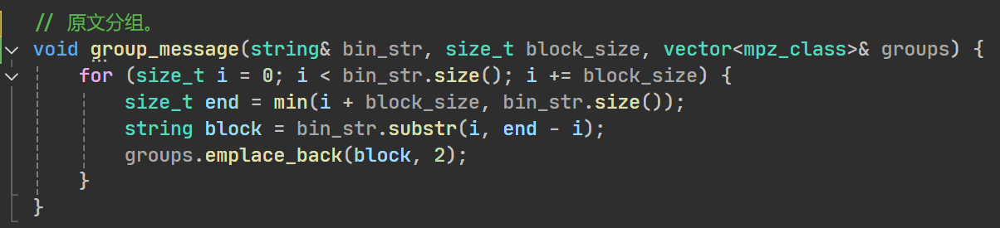 // 原文分组。
void group_message(string& bin_str, size_t block_size, vector<mpz_class>& groups) {
    for (size_t i = 0; i < bin_str.size(); i += block_size) {
        size_t end = min(i + block_size, bin_str.size());
        string block = bin_str.substr(i, end - i);
        groups.emplace_back(block, 2);
    }
}